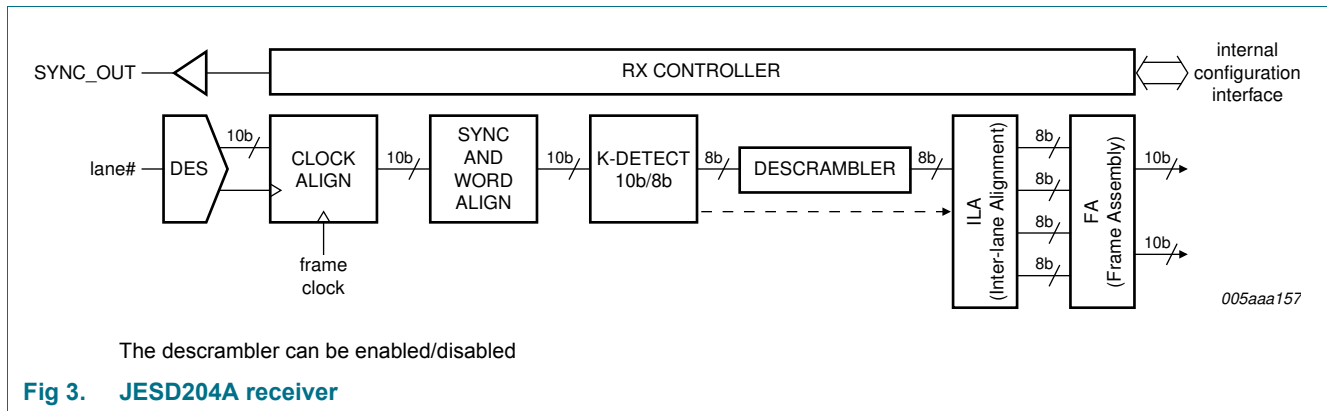 SYNC_OUT
RX CONTROLLER
internal
configuration
interface
lane#
DES
10b
CLOCK
ALIGN
frame
clock
10b
SYNC
AND
WORD
ALIGN
10b
K-DETECT
10b/8b
8b
DESCRAMBLER
8b
ILA
(Inter-lane Alignment)
8b
8b
8b
8b
FA
(Frame Assembly)
10b
10b
005aaa157
The descrambler can be enabled/disabled
Fig 3. JESD204A receiver